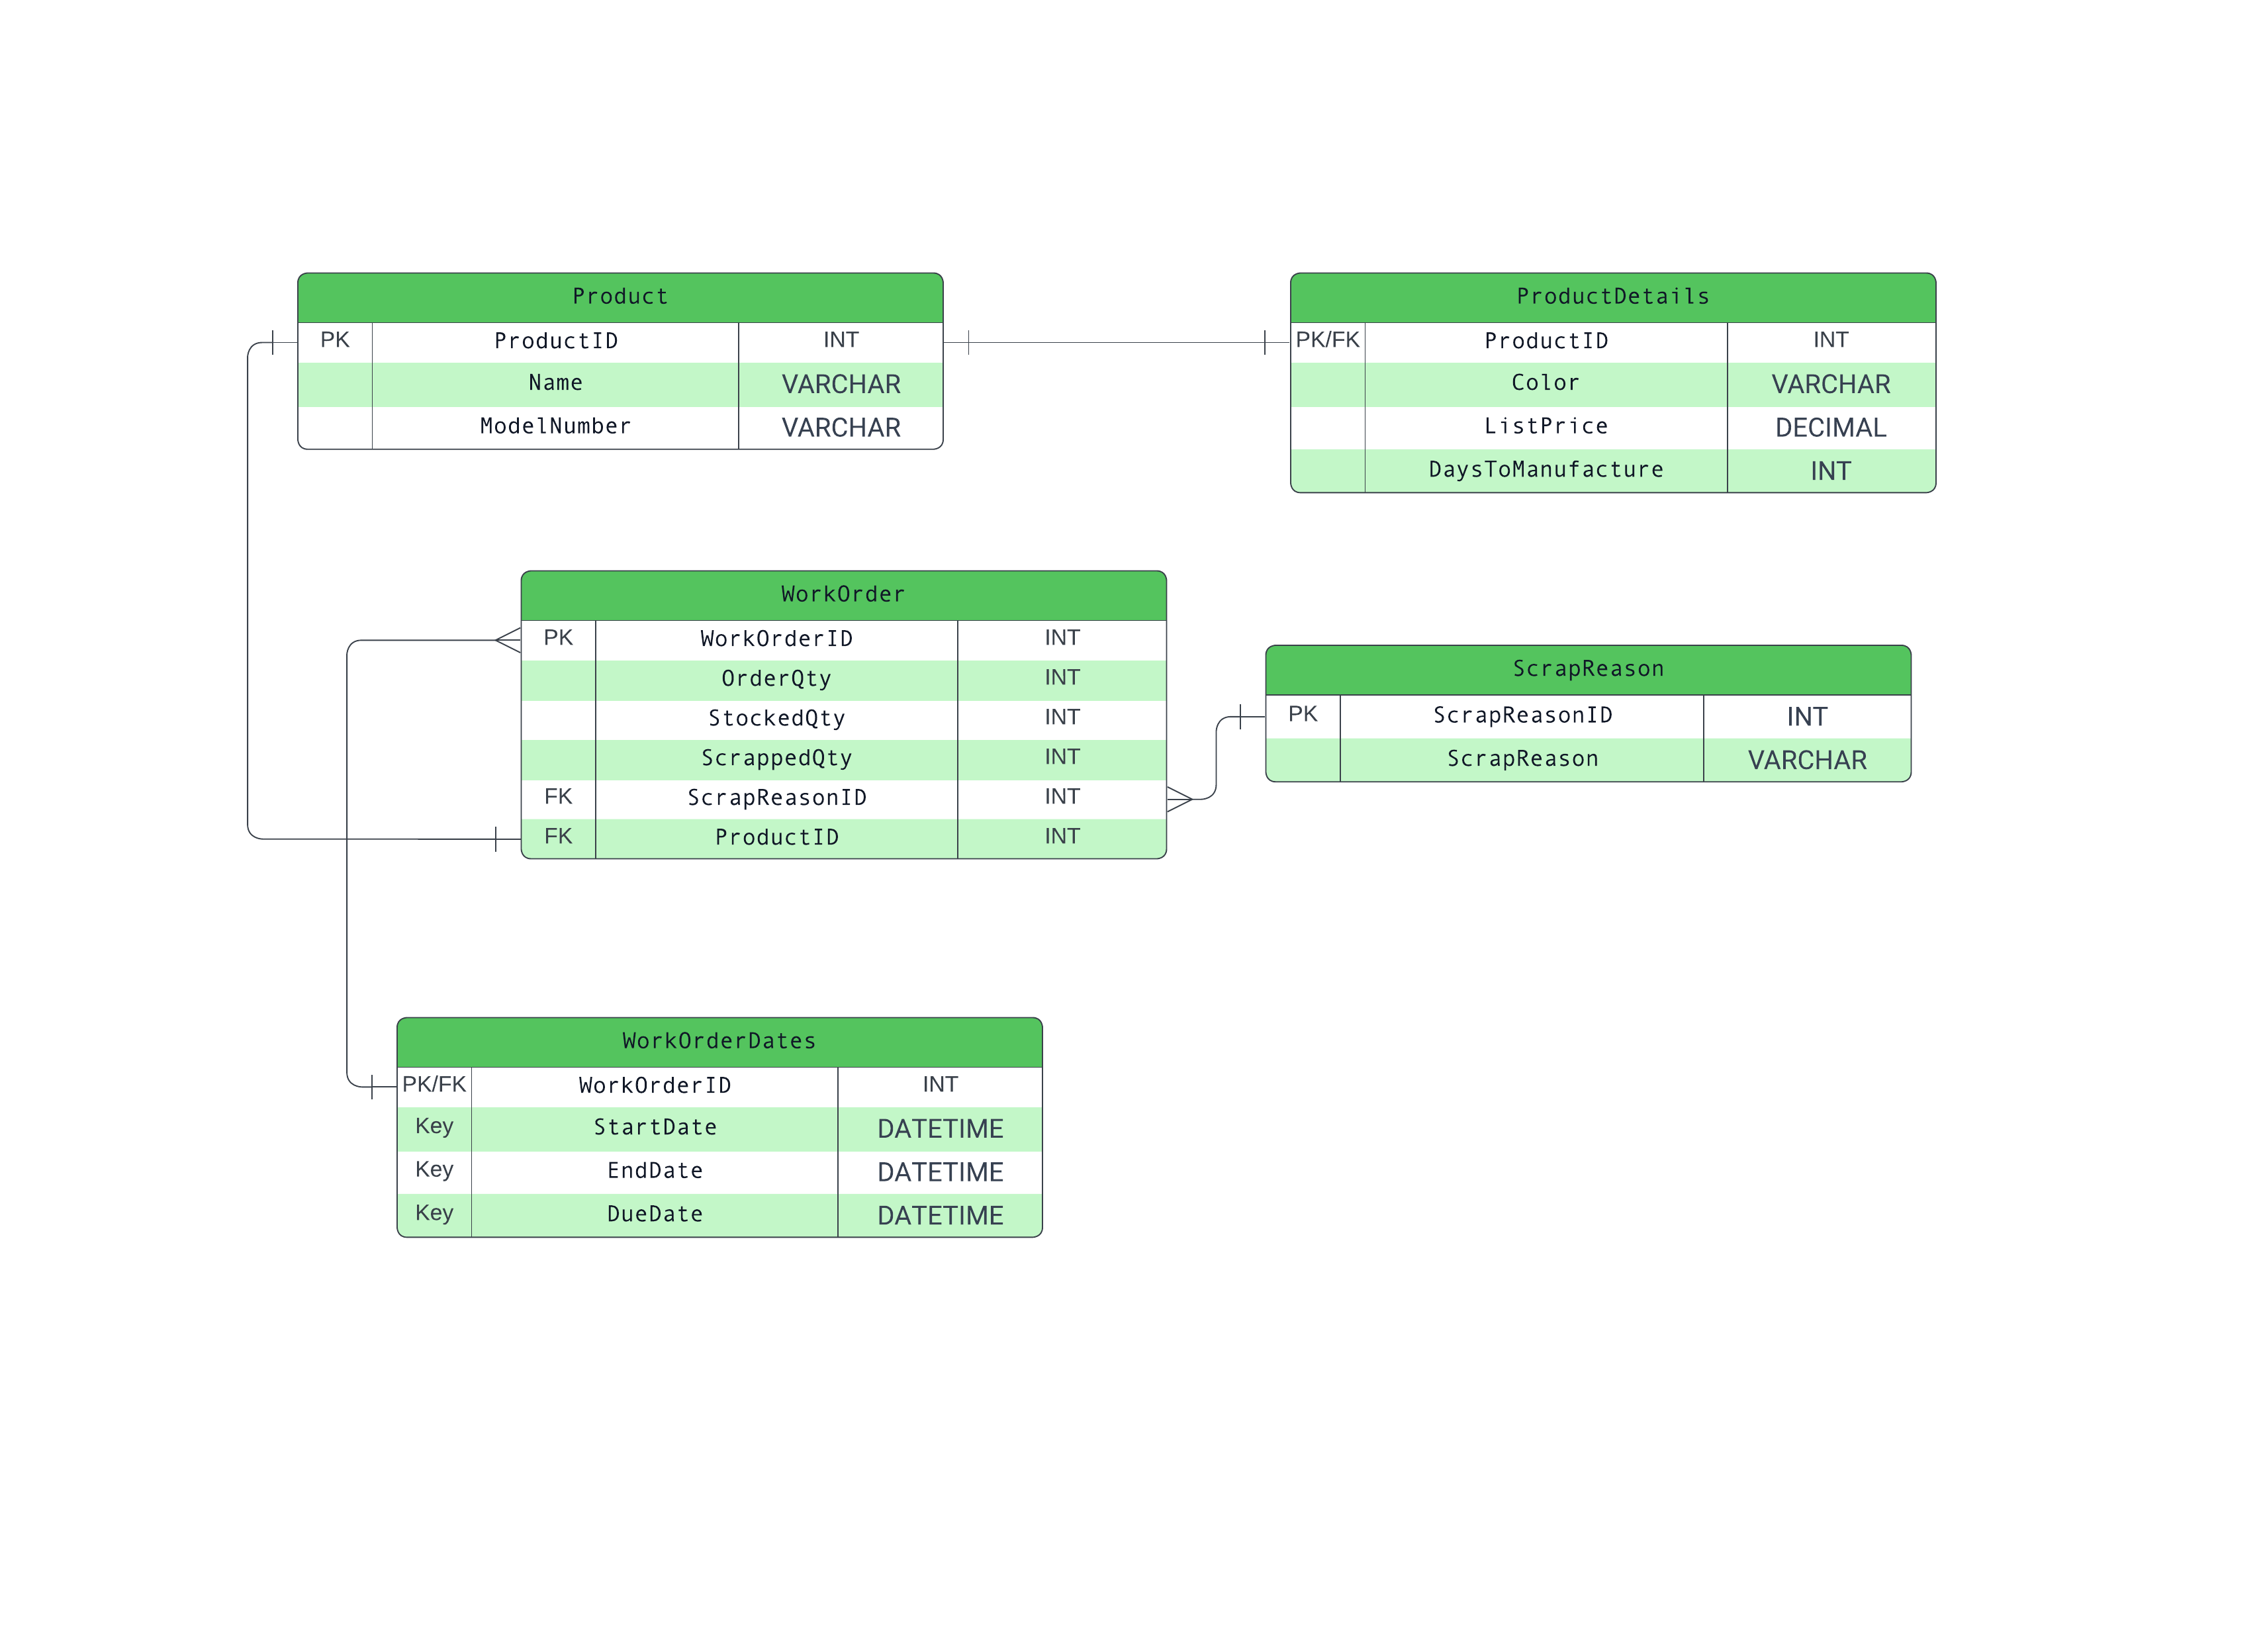 Product
PK ProductID INT
Name VARCHAR
ModelNumber VARCHAR
ProductDetails
PK/FK ProductID INT
Color VARCHAR
ListPrice DECIMAL
DaysToManufacture INT
WorkOrder
PK WorkOrderID INT
OrderQty INT
StockedQty INT
ScrappedQty INT
FK ScrapReasonID INT
FK ProductID INT
ScrapReason
PK ScrapReasonID INT
ScrapReason VARCHAR
WorkOrderDates
PK/FK WorkOrderID INT
Key StartDate DATETIME
Key EndDate DATETIME
Key DueDate DATETIME